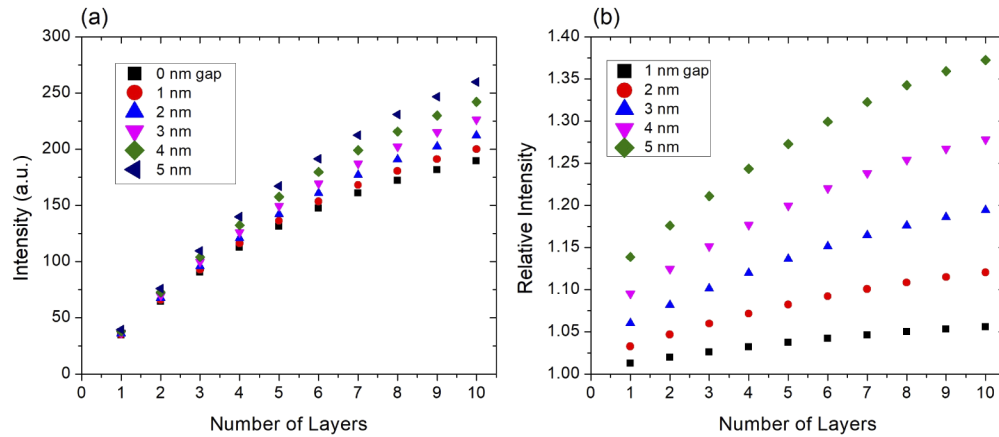 (a)
300
250
200
150
100
50
0
Intensity (a.u.)
0 nm gap
1 nm
2 nm
3 nm
4 nm
5 nm
0 1 2 3 4 5 6 7 8 9 10
Number of Layers
(b)
1.40
1.35
1.30
1.25
1.20
1.15
1.10
1.05
1.00
Relative Intensity
1 nm gap
2 nm
3 nm
4 nm
5 nm
0 1 2 3 4 5 6 7 8 9 10
Number of Layers